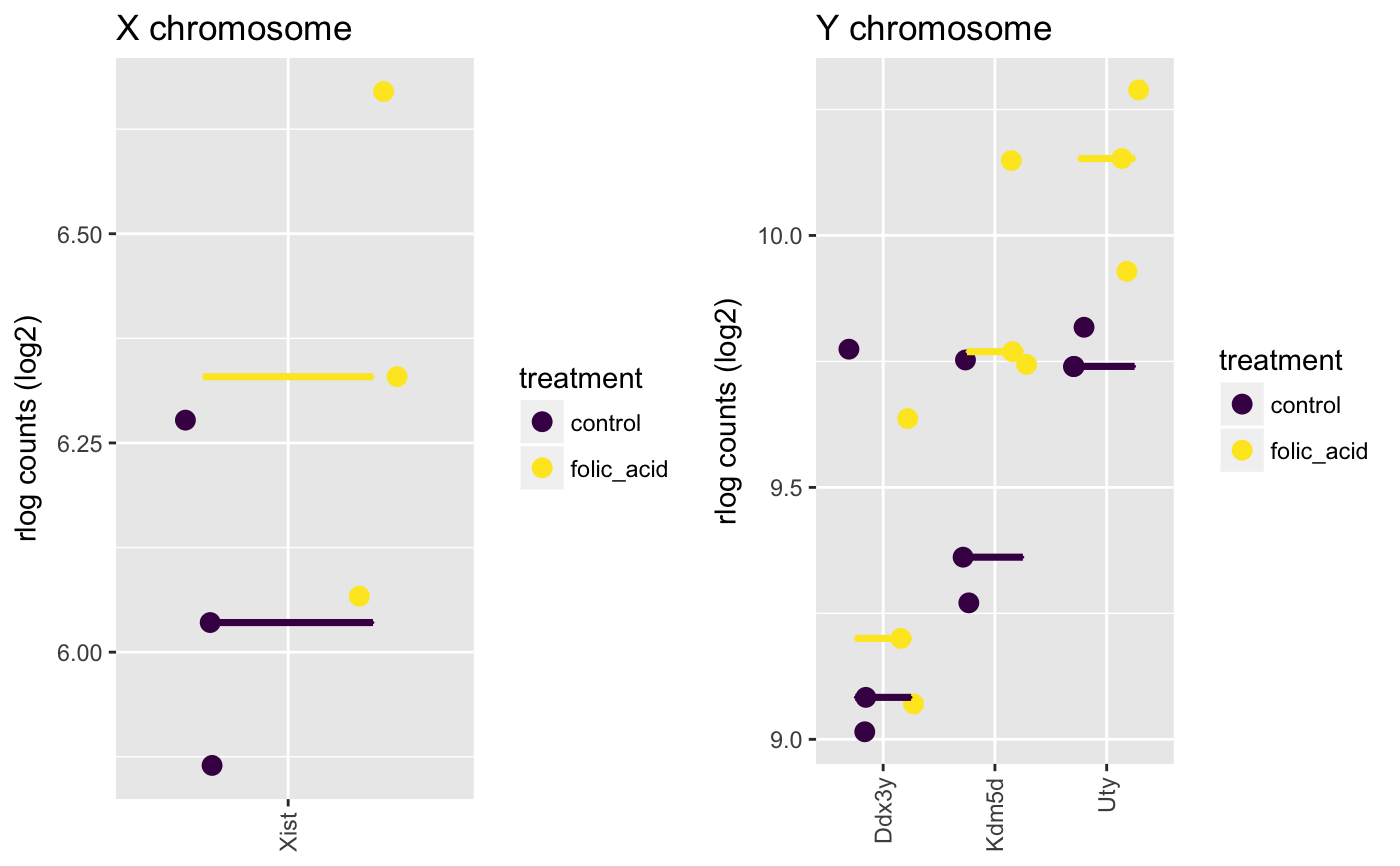 X chromosome
rlog counts (log2)
6.50
6.25
6.00
Xist
treatment
control
folic_acid
Y chromosome
rlog counts (log2)
10.0
9.5
9.0
Ddx3y
Kdm5d
Uty
treatment
control
folic_acid